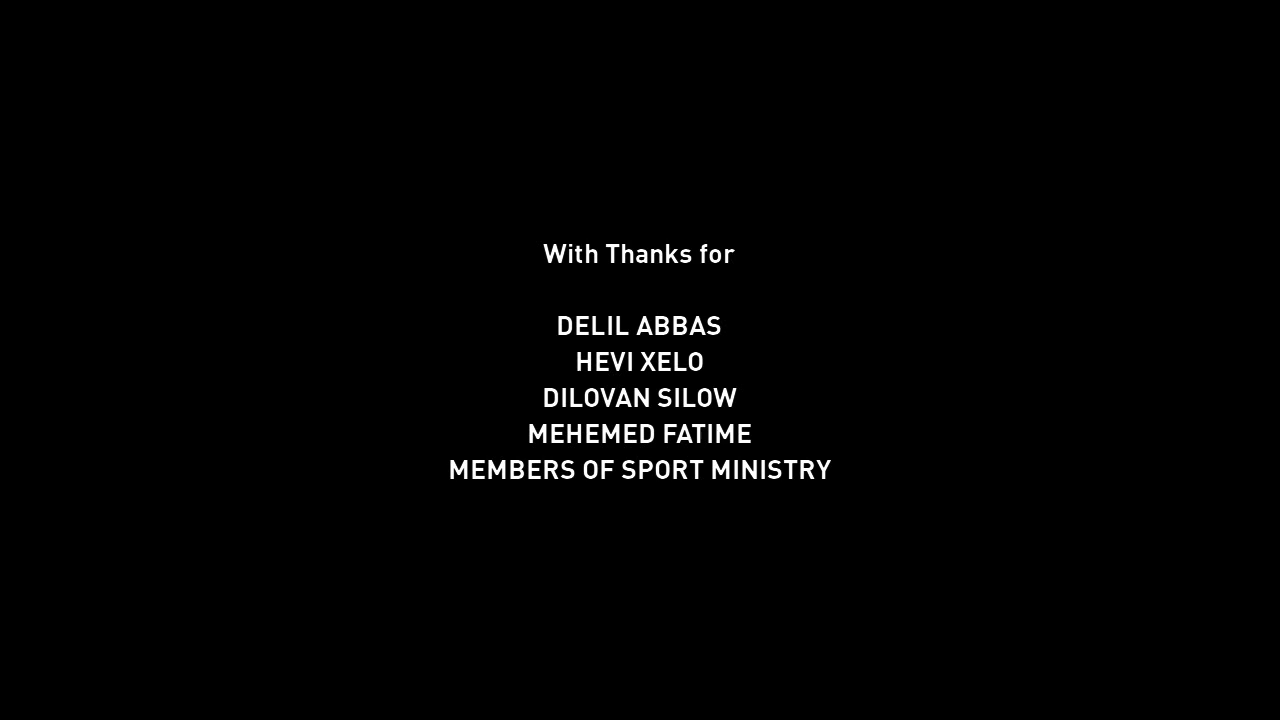 With Thanks for
DELIL ABBAS
HEVI XELO
DILOVAN SILOW
MEHEMED FATIME
MEMBERS OF SPORT MINISTRY